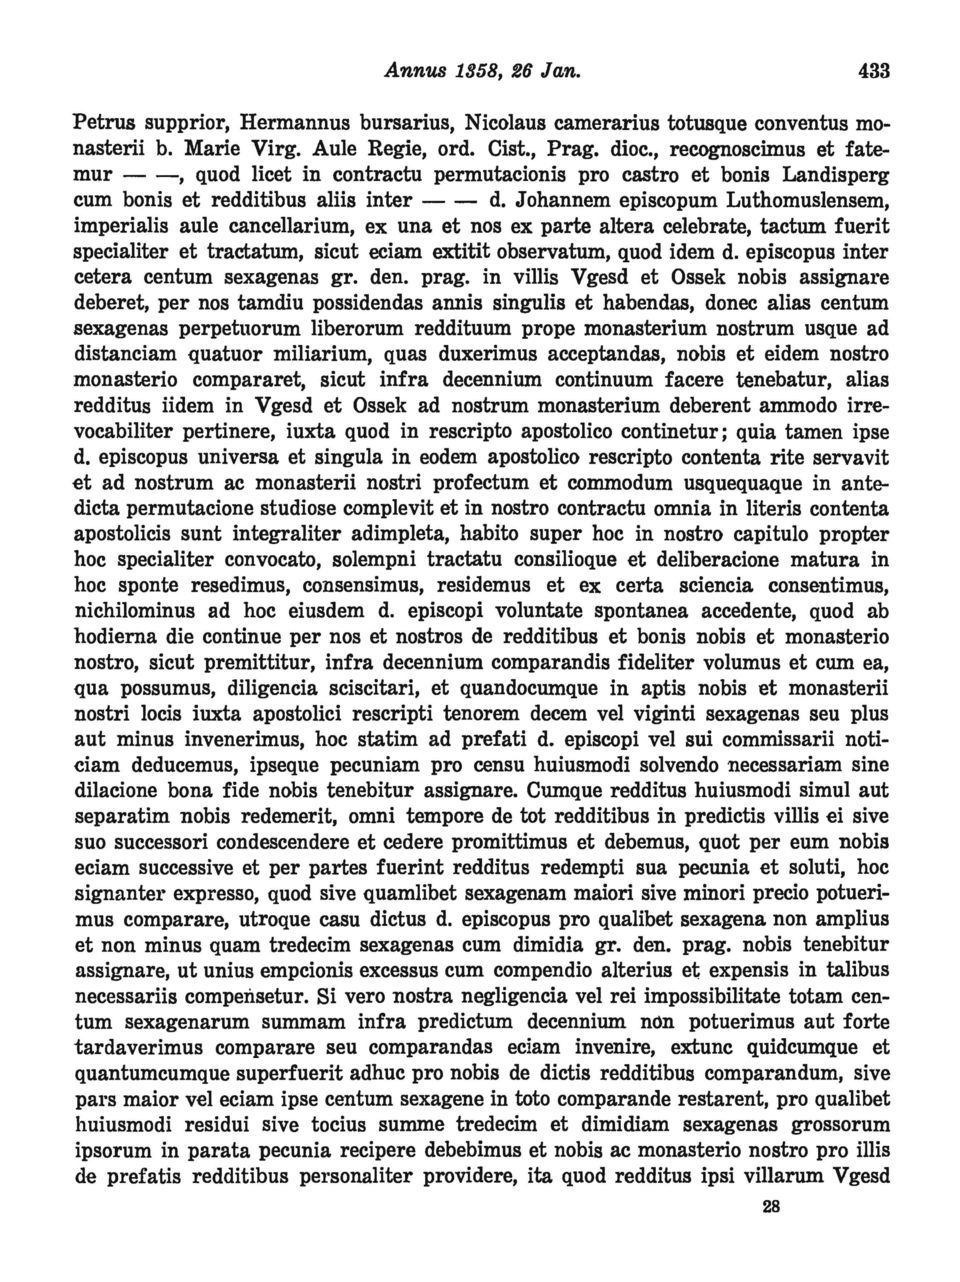 Annus 1358, 26 Jan. 433
Petrus supprior, Hermannus bursarius, Nicolaus camerarius totusque conventus mo-
nasterii b. Marie Virg. Aule Regie, ord. Cist., Prag. dioc., recognoscimus et fate-
mur — —, quod licet in contractu permutacionis pro castro et bonis Landisperg
cum bonis et redditibus aliis inter — — d. Johannem episcopum Luthomuslensem,
imperialis aule cancellarium, ex una et nos ex parte altera celebrate, tactum fuerit
specialiter et tractatum, sicut eciam extitit observatum, quod idem d. episcopus inter
cetera centum sexagenas gr. den. prag. in villis Vgesd et Ossek nobis assignare
deberet, per nos tamdiu possidendas annis singulis et habendas, donec alias centum
sexagenas perpetuorum liberorum reddituum prope monasterium nostrum usque ad
distanciam quatuor miliarium, quas duxerimus acceptandas, nobis et eidem nostro
monasterio compararet, sicut infra decennium continuum facere tenebatur, alias
redditus iidem in Vgesd et Ossek ad nostrum monasterium deberent ammodo irre-
vocabiliter pertinere, iuxta quod in rescripto apostolico continetur; quia tamen ipse
d. episcopus universa et singula in eodem apostolico rescripto contenta rite servavit
et ad nostrum ac monasterii nostri profectum et commodum usquequaque in ante-
dicta permutacione studiose complevit et in nostro contractu omnia in literis contenta
apostolicis sunt integraliter adimpleta, habito super hoc in nostro capitulo propter
hoc specialiter convocato, solempni tractatu consilioque et deliberacione matura in
hoc sponte resedimus, consensimus, residemus et ex certa sciencia consentimus,
nichilominus ad hoc eiusdem d. episcopi voluntate spontanea accedente, quod ab
hodierna die continue per nos et nostros de redditibus et bonis nobis et monasterio
nostro, sicut premittitur, infra decennium comparandis fideliter volumus et cum ea,
qua possumus, diligencia sciscitari, et quandocumque in aptis nobis et monasterii
nostri locis iuxta apostolici rescripti tenorem decem vel viginti sexagenas seu plus
aut minus invenerimus, hoc statim ad prefati d. episcopi vel sui commissarii noti-
ciam deducemus, ipseque pecuniam pro censu huiusmodi solvendo necessariam sine
dilacione bona fide nobis tenebitur assignare. Cumque redditus huiusmodi simul aut
separatim nobis redemerit, omni tempore de tot redditibus in predictis villis ei sive
suo successori condescendere et cedere promittimus et debemus, quot per eum nobis
eciam successive et per partes fuerint redditus redempti sua pecunia et soluti, hoc
signanter expresso, quod sive quamlibet sexagenam maiori sive minori precio potueri-
mus comparare, utroque casu dictus d. episcopus pro qualibet sexagena non amplius
et non minus quam tredecim sexagenas cum dimidia gr. den. prag. nobis tenebitur
assignare, ut unius empcionis excessus cum compendio alterius et expensis in talibus
necessariis compensetur. Si vero nostra negligencia vel rei impossibilitate totam cen-
tum sexagenarum summam infra predictum decennium non potuerimus aut forte
tardaverimus comparare seu comparandas eciam invenire, extunc quidcumque et
quantumcumque superfuerit adhuc pro nobis de dictis redditibus comparandum, sive
pars maior vel eciam ipse centum sexagene in toto comparande restarent, pro qualibet
huiusmodi residui sive tocius summe tredecim et dimidiam sexagenas grossorum
ipsorum in parata pecunia recipere debebimus et nobis ac monasterio nostro pro illis
de prefatis redditibus personaliter providere, ita quod redditus ipsi villarum Vgesd
28